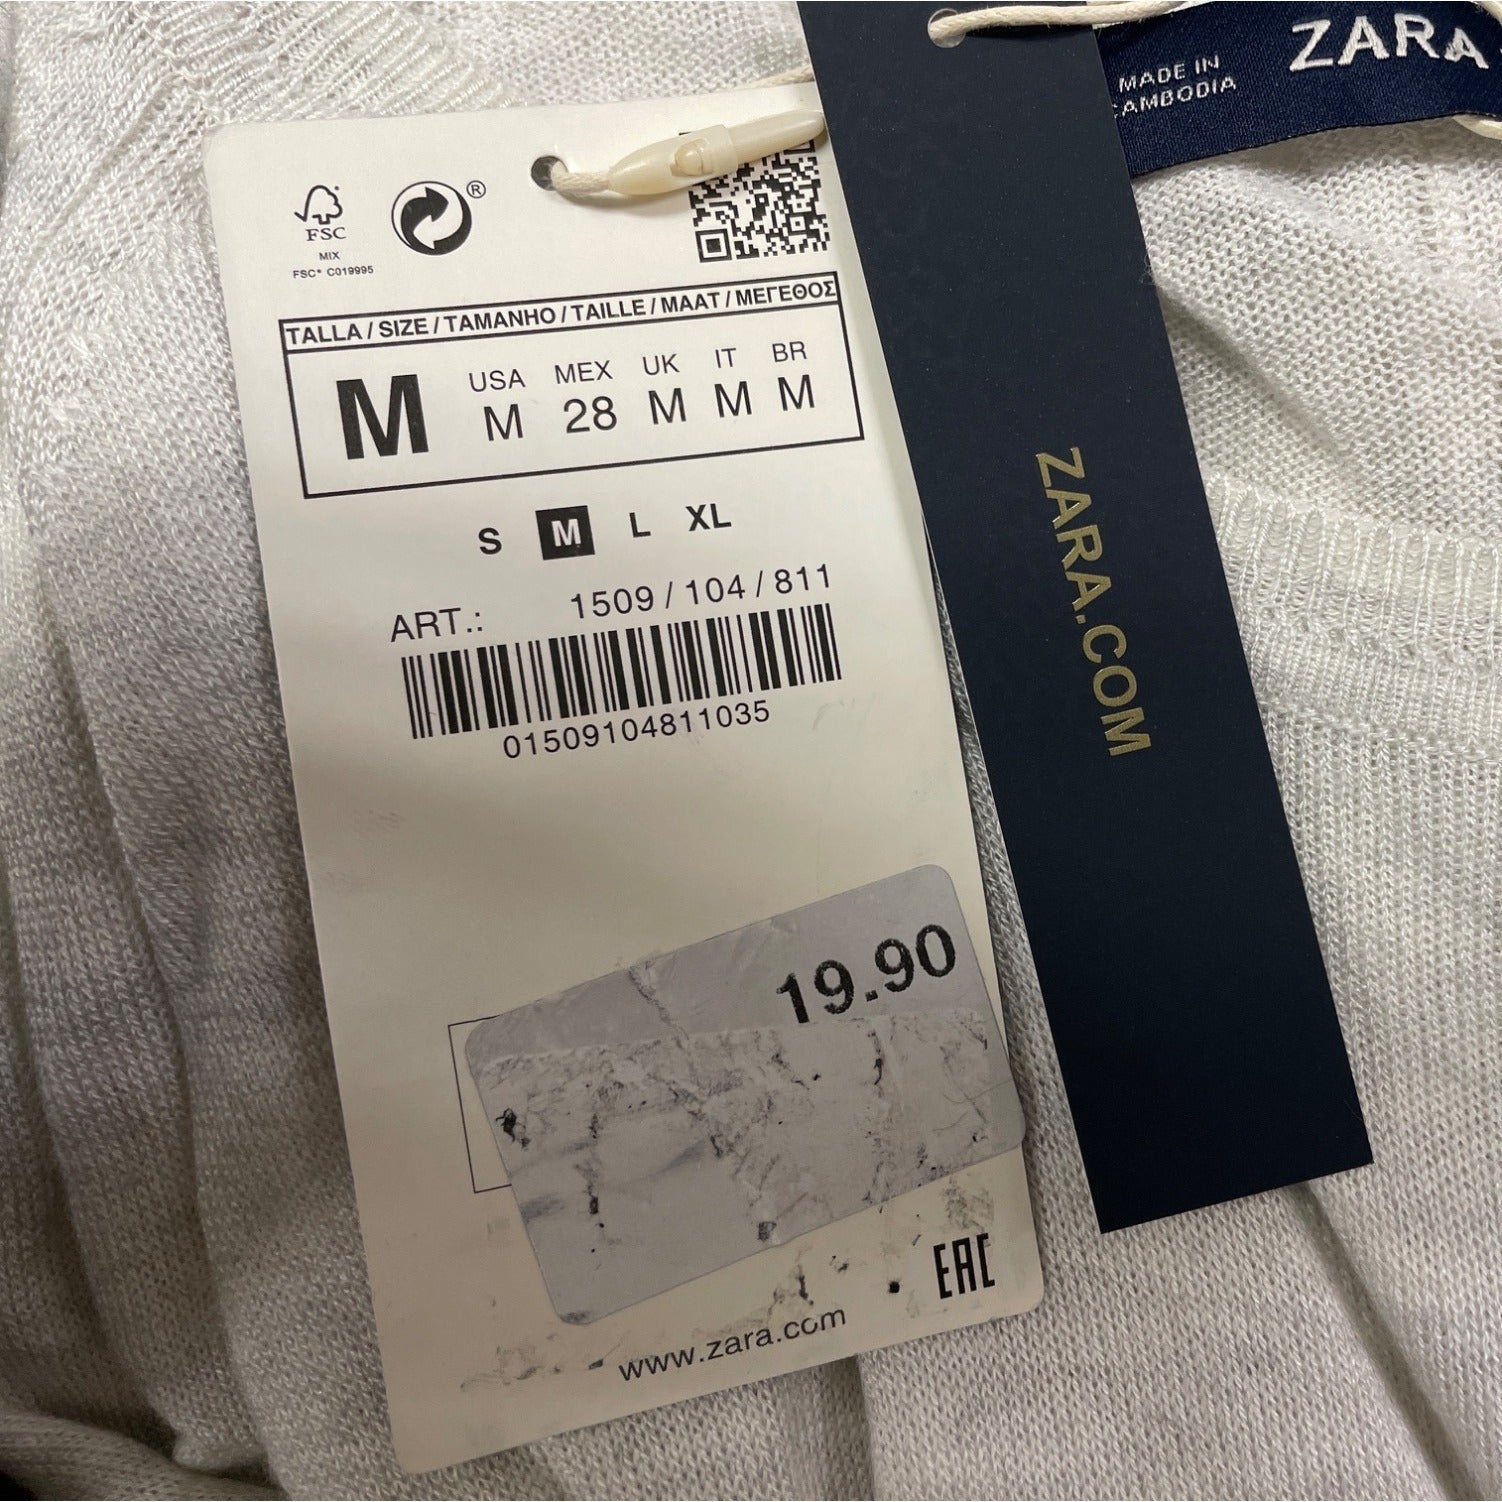 ZARA
MADE IN
CAMBODIA
FSC
MIX
FSC® C019995
®
TALLA / SIZE / TAMANHO / TAILLE / MAAT / ΜΕΓΕΘΟΣ
M USA MEX UK IT BR
M 28 M M M
S M L XL
ART.: 1509 / 104 / 811
01509104811035
19.90
EAC
www.zara.com
ZARA.COM